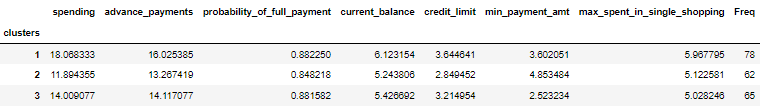 spending advance_payments probability_of_full_payment current_balance credit_limit min_payment_amt max_spent_in_single_shopping Freq
clusters
1 18.068333 16.025385 0.882250 6.123154 3.644641 3.602051 5.967795 78
2 11.894355 13.267419 0.848218 5.243806 2.849452 4.853484 5.122581 62
3 14.009077 14.117077 0.881582 5.426692 3.214954 2.523234 5.028246 65